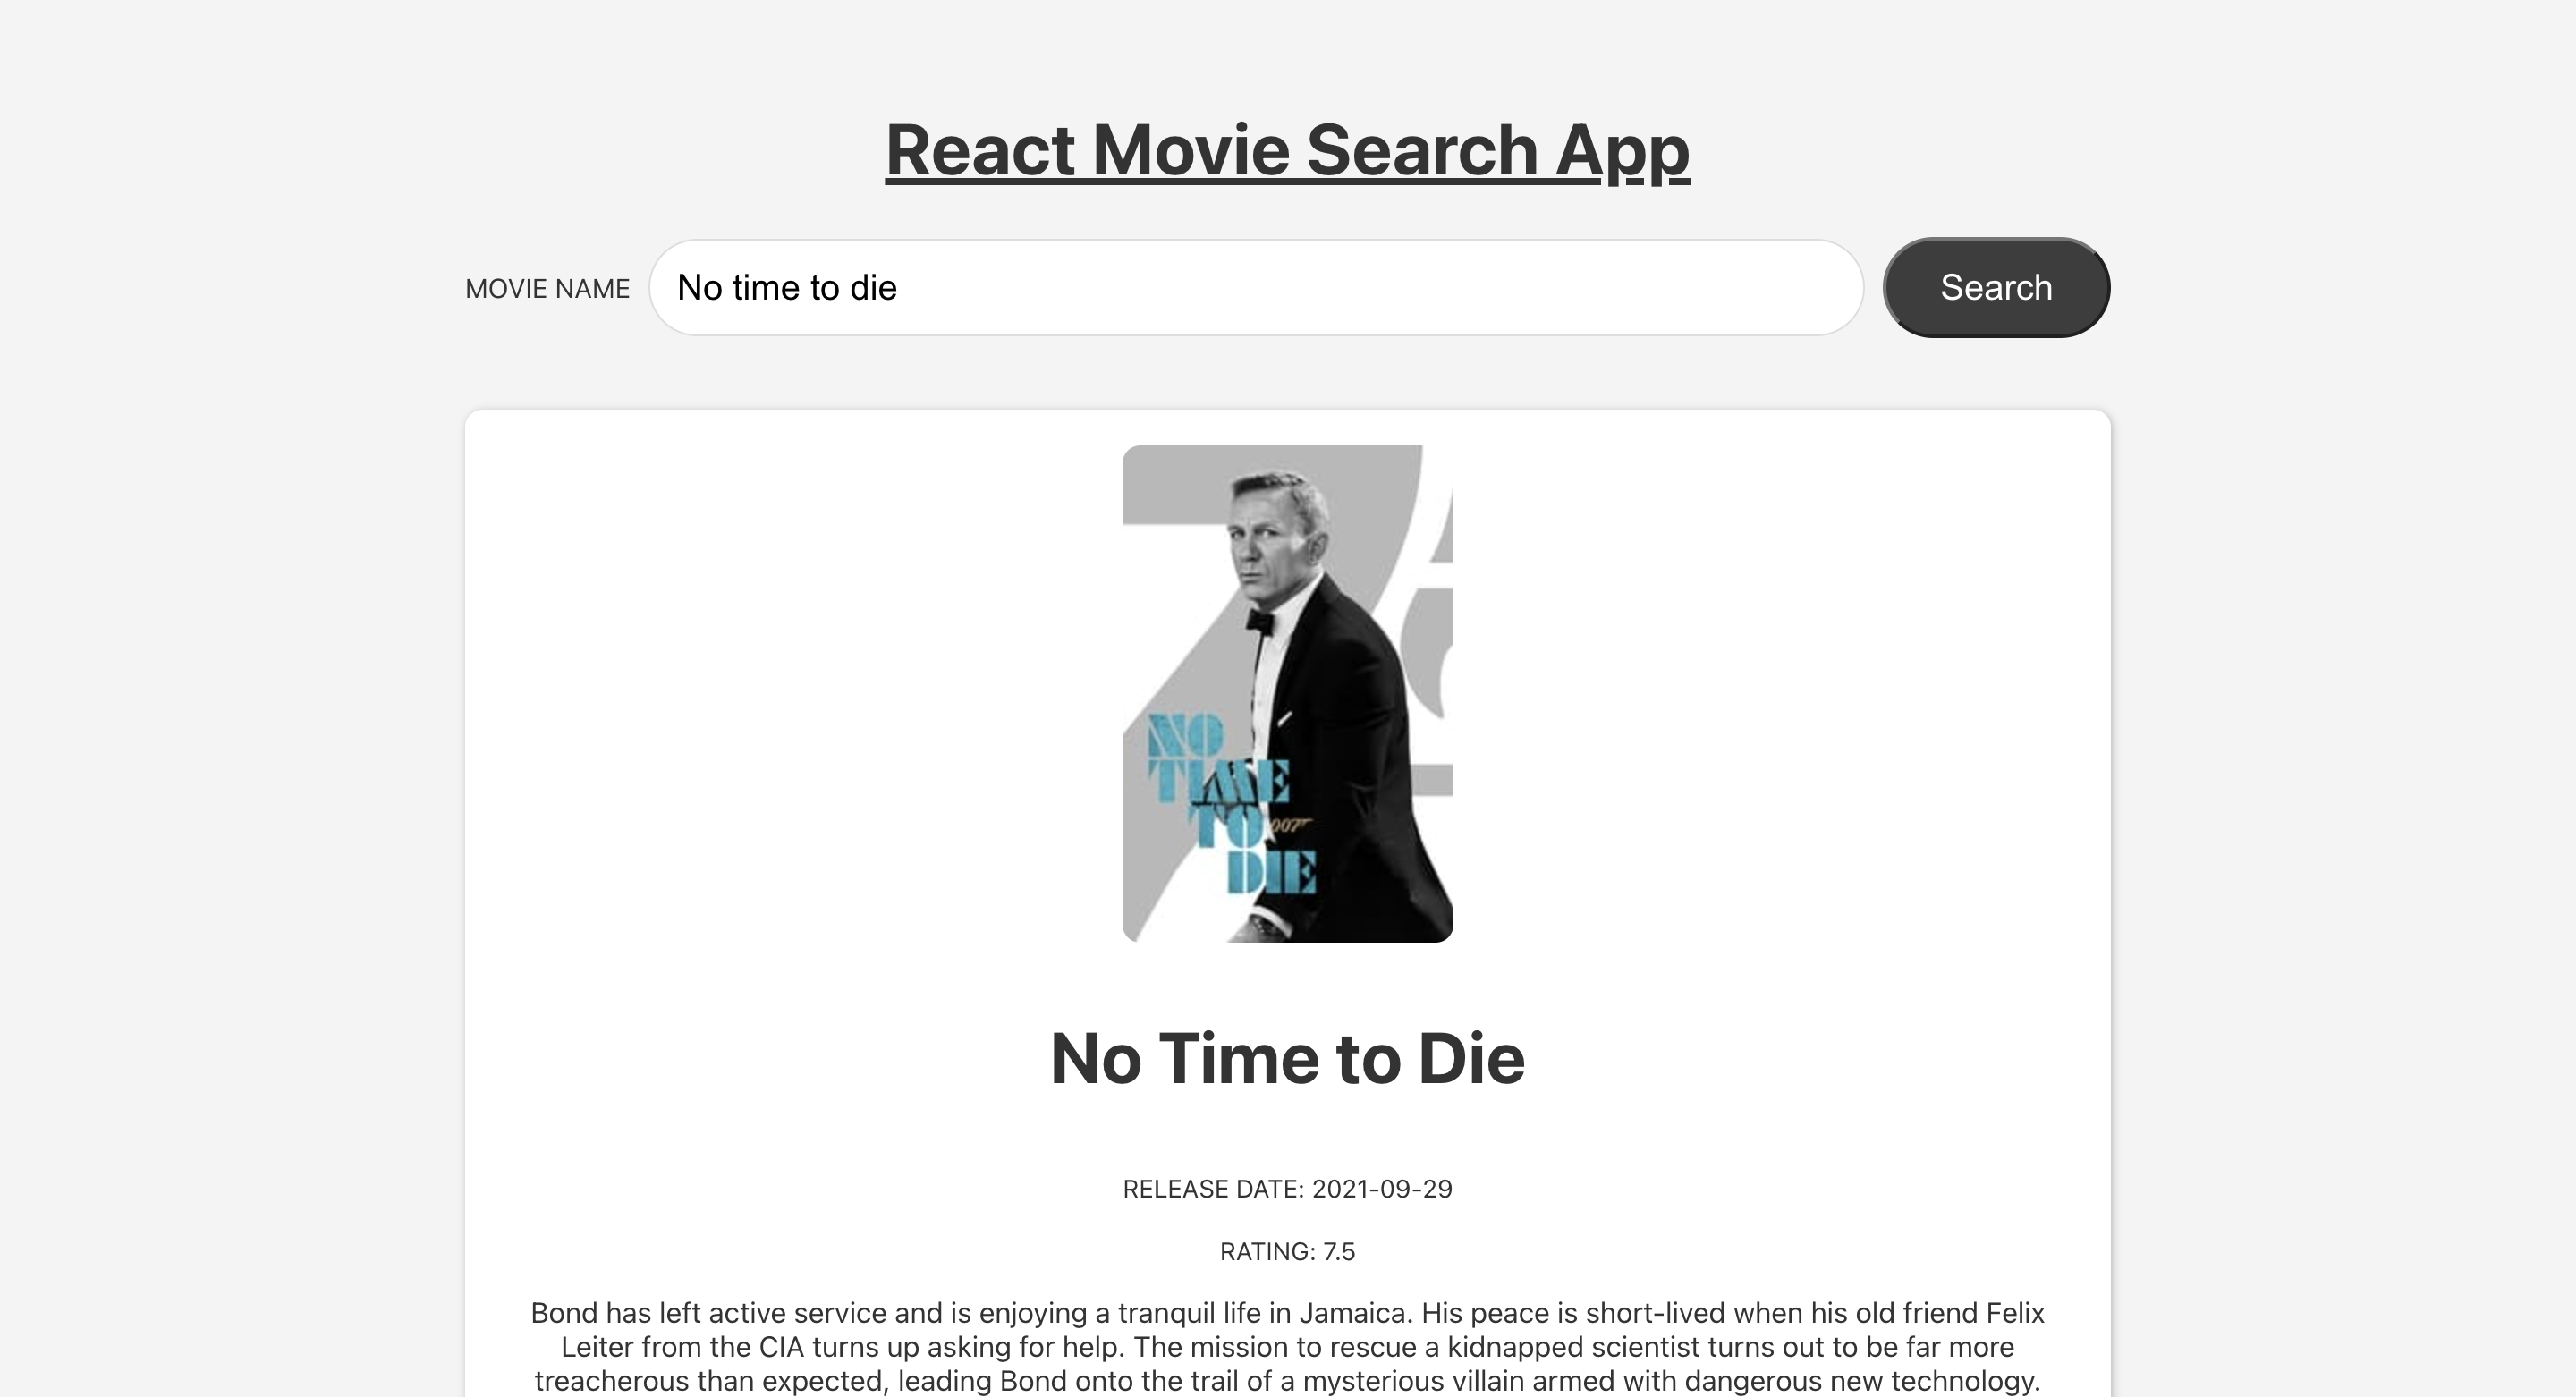 React Movie Search App
MOVIE NAME
No time to die
Search
NO
TIME
TO
007
DIE
No Time to Die
RELEASE DATE: 2021-09-29
RATING: 7.5
Bond has left active service and is enjoying a tranquil life in Jamaica. His peace is short-lived when his old friend Felix
Leiter from the CIA turns up asking for help. The mission to rescue a kidnapped scientist turns out to be far more
treacherous than expected, leading Bond onto the trail of a mysterious villain armed with dangerous new technology.